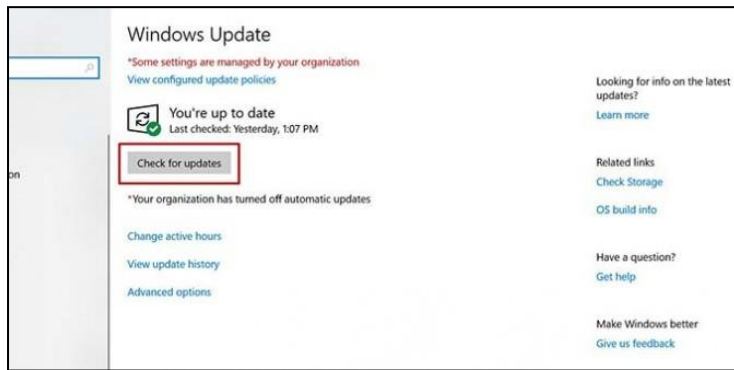 Windows Update
*Some settings are managed by your organization
View configured update policies
You're up to date
Last checked: Yesterday, 1:07 PM
Check for updates
*Your organization has turned off automatic updates
Change active hours
View update history
Advanced options
on
Looking for info on the latest
updates?
Learn more
Related links
Check Storage
OS build info
Have a question?
Get help
Make Windows better
Give us feedback